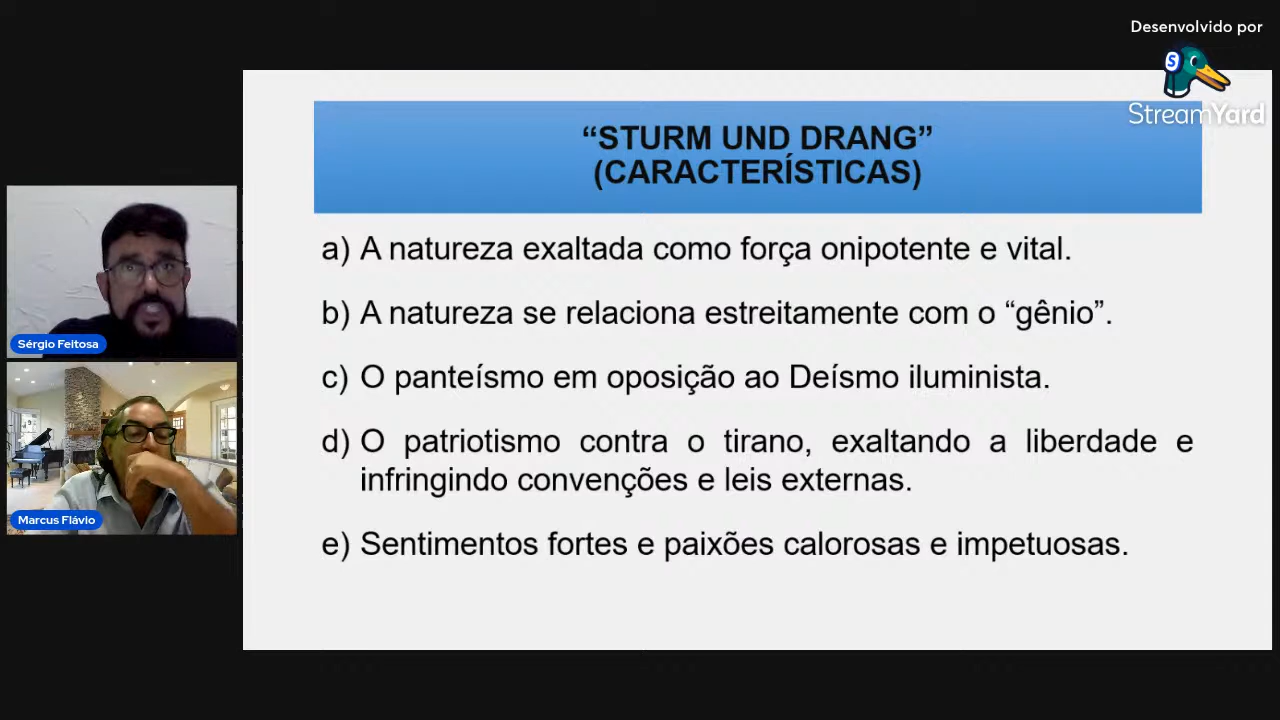 Desenvolvido por
S
StreamYard
“STURM UND DRANG”
(CARACTERÍSTICAS)
a) A natureza exaltada como força onipotente e vital.
b) A natureza se relaciona estreitamente com o “gênio”.
c) O panteísmo em oposição ao Deísmo iluminista.
d) O patriotismo contra o tirano, exaltando a liberdade e
infringindo convenções e leis externas.
e) Sentimentos fortes e paixões calorosas e impetuosas.
Sérgio Feitosa
Marcus Flávio